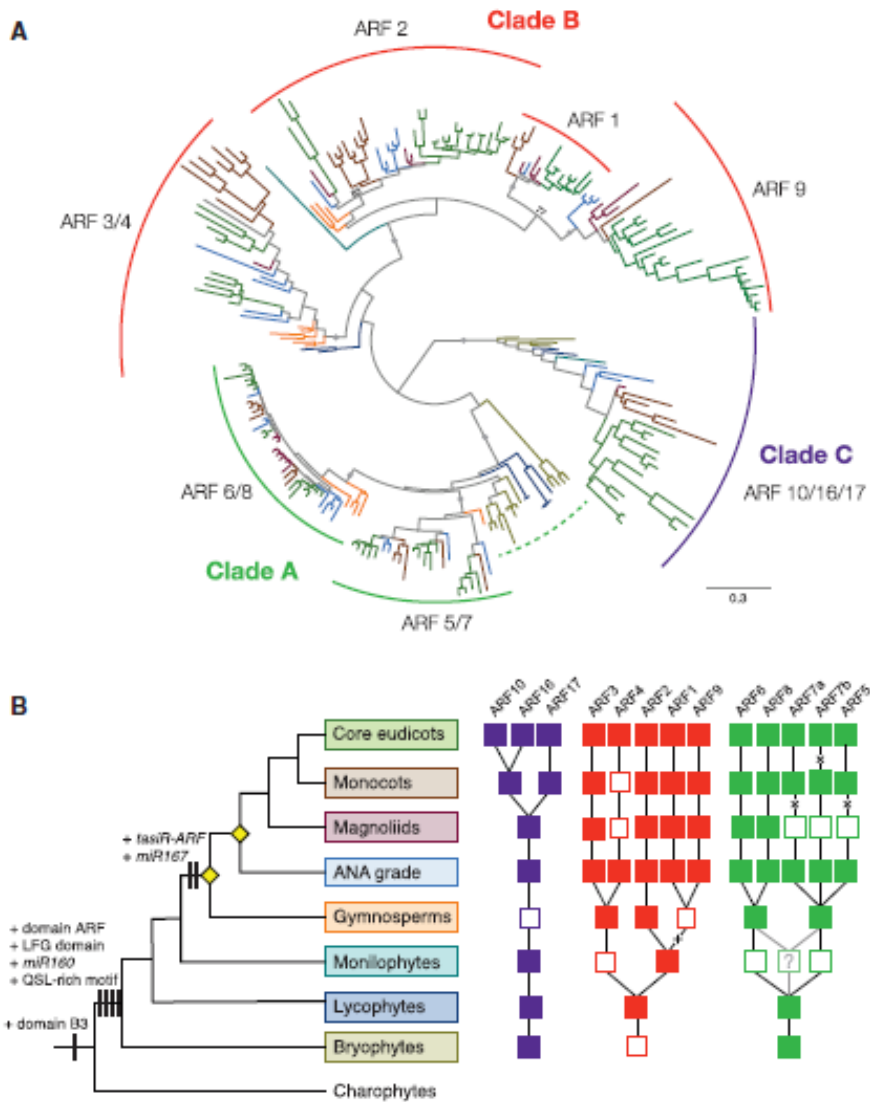 A
Clade B
ARF 2
ARF 1
ARF 9
ARF 3/4
Clade C
ARF 10/16/17
ARF 6/8
Clade A
ARF 5/7
0.3
B
ARF10
ARF16
ARF17
ARF3
ARF4
ARF2
ARF1
ARF9
ARF6
ARF8
ARF7a
ARF7b
ARF5
Core eudicots
Monocots
Magnoliids
+ tasiR-ARF
+ miR167
ANA grade
Gymnosperms
+ domain ARF
+ LFG domain
+ miR160
+ QSL-rich motif
Monilophytes
?
Lycophytes
+ domain B3
Bryophytes
Charophytes